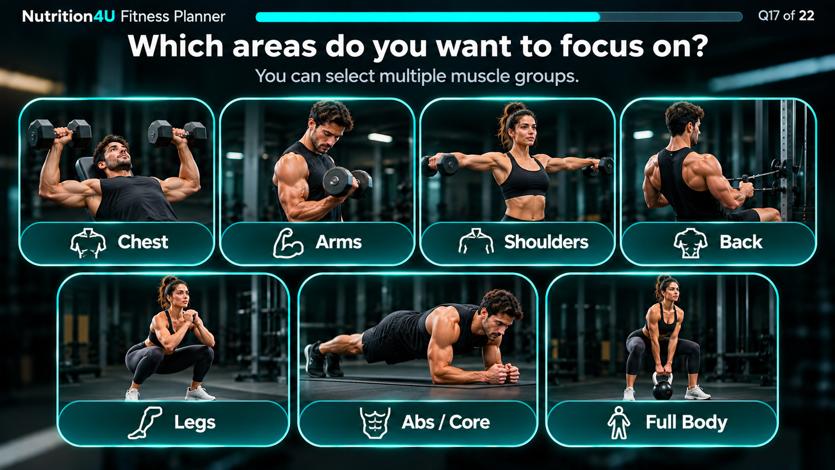 Nutrition4U Fitness Planner
Q17 of 22
Which areas do you want to focus on?
You can select multiple muscle groups.
Chest
Arms
Shoulders
Back
Legs
Abs / Core
Full Body